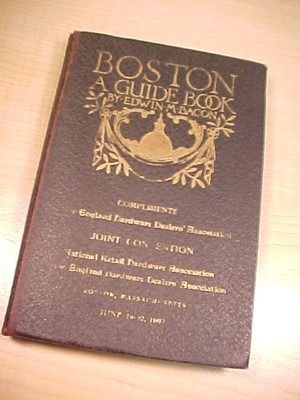 BOSTON
A GUIDE BOOK
BY·EDWIN·M·BACON
COMPLIMENTS
England Hardware Dealers' Association
JOINT CONVENTION
National Retail Hardware Association
England Hardware Dealers' Association
BOSTON, MASSACHUSETTS
JUNE